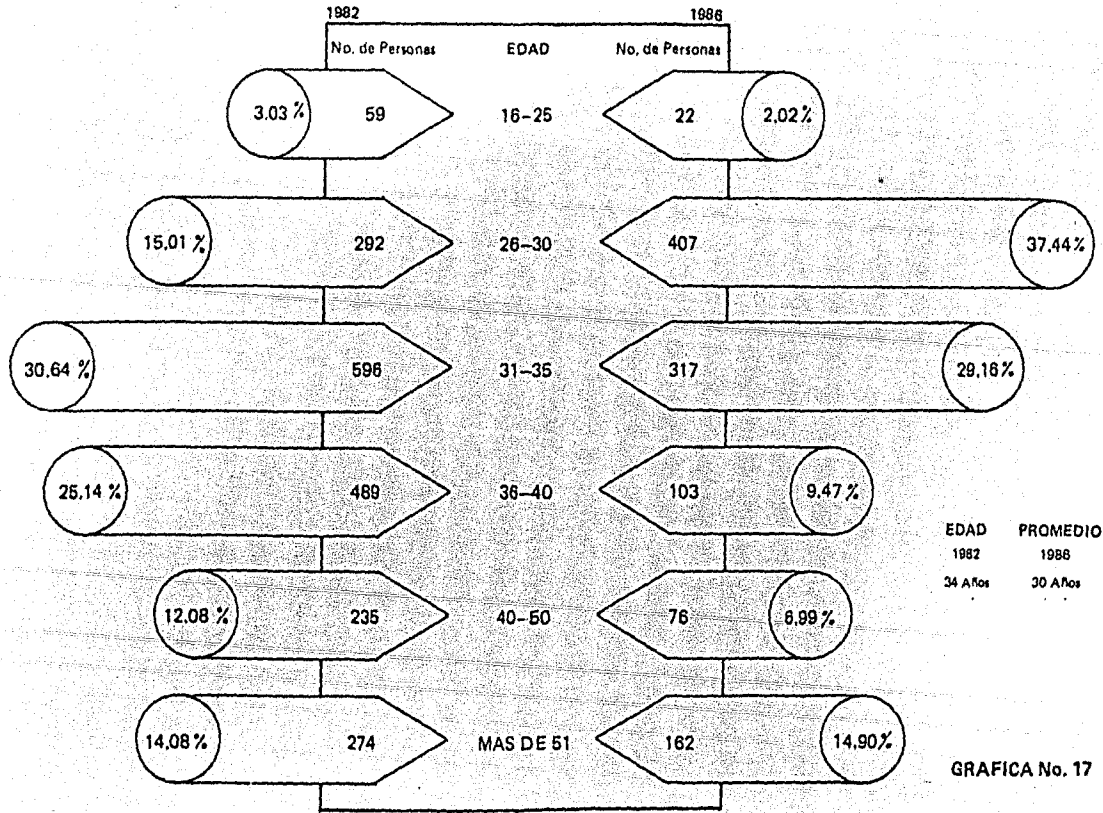 1982 1986
No. de Personas EDAD No. de Personas
3.03 % 59 16-25 22 2,02 %
15,01 % 292 26-30 407 37,44 %
30,64 % 596 31-35 317 29,16 %
25,14 % 489 36-40 103 9,47 %
12,08 % 235 40-50 76 6,99 %
14,08 % 274 MAS DE 51 162 14,90 %
EDAD PROMEDIO
1982 1986
34 Años 30 Años
GRAFICA No. 17